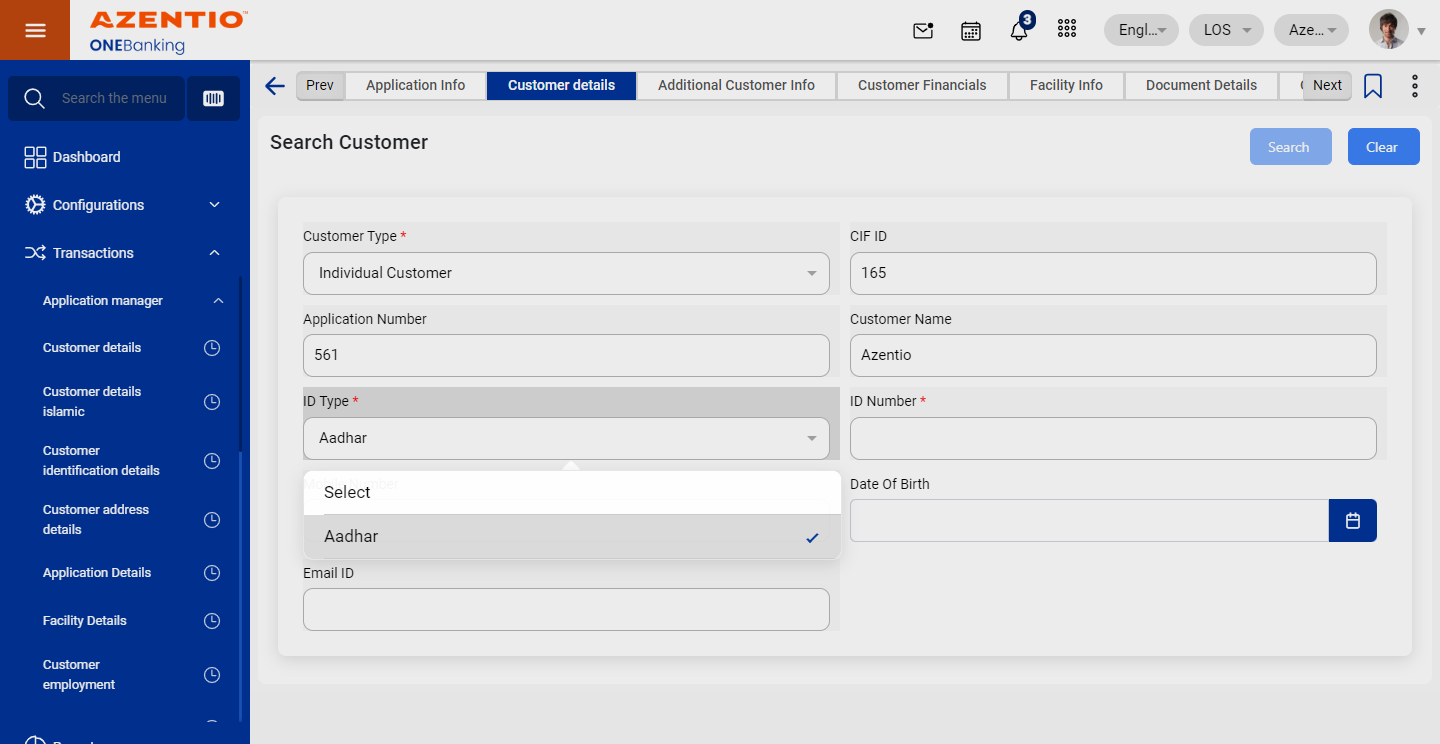 AZENTIO™
ONEBanking
3
Engl...
LOS
Aze...
Search the menu
Dashboard
Configurations
Transactions
Application manager
Customer details
Customer details
islamic
Customer
identification details
Customer address
details
Application Details
Facility Details
Customer
employment
Prev
Application Info
Customer details
Additional Customer Info
Customer Financials
Facility Info
Document Details
Next
Search Customer
Search
Clear
Customer Type *
Individual Customer
CIF ID
165
Application Number
561
Customer Name
Azentio
ID Type *
Aadhar
ID Number *
Select
Aadhar
Date Of Birth
Email ID